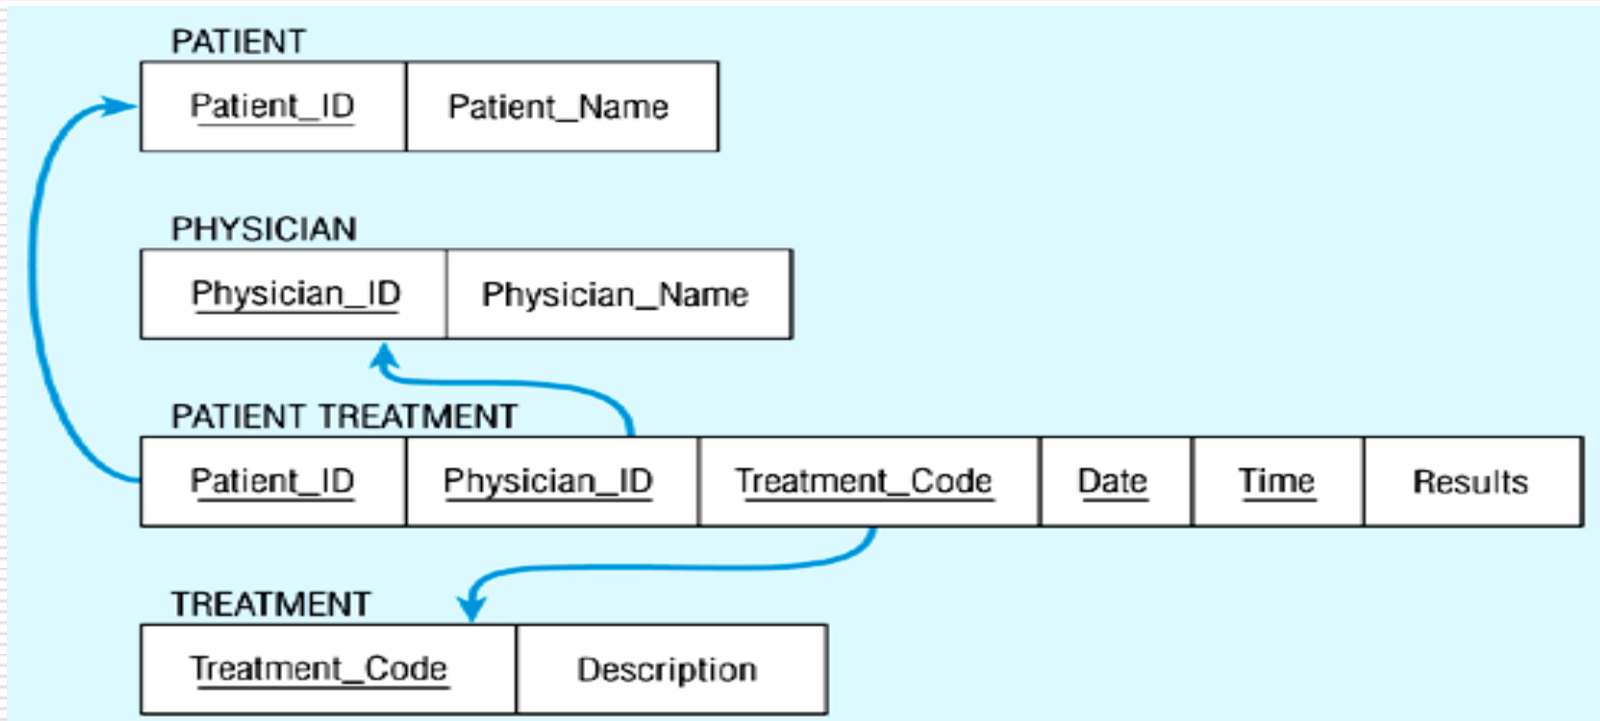 PATIENT
Patient_ID Patient_Name
PHYSICIAN
Physician_ID Physician_Name
PATIENT TREATMENT
Patient_ID Physician_ID Treatment_Code Date Time Results
TREATMENT
Treatment_Code Description